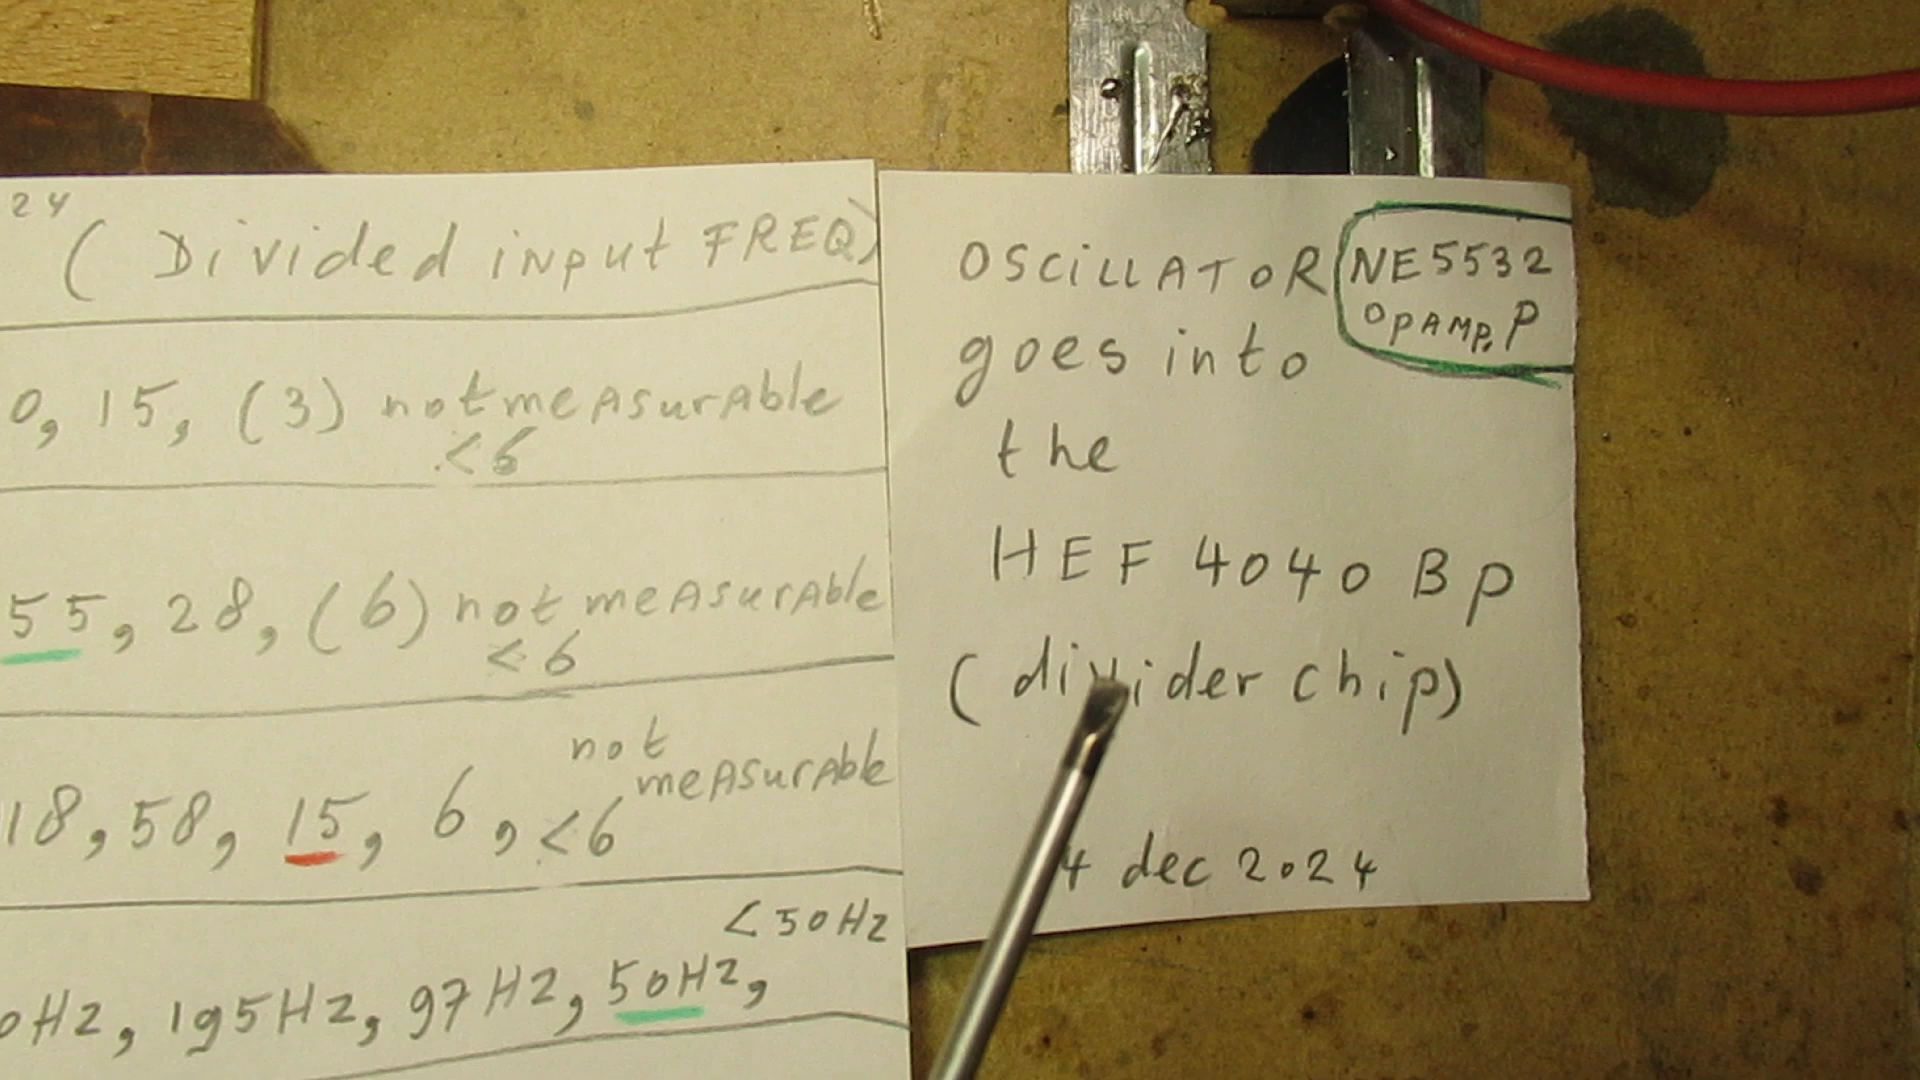 24
( Divided input FREQ)
0, 15, (3) not measurable
<6
55, 28, (6) not measurable
<6
not
measurable
18, 58, 15, 6, <6
<50Hz
0Hz, 195Hz, 97Hz, 50Hz,
OSCILLATOR
NE5532
OPAMP, P
goes into
the
HEF 4040 BP
( divider chip)
4 dec 2024